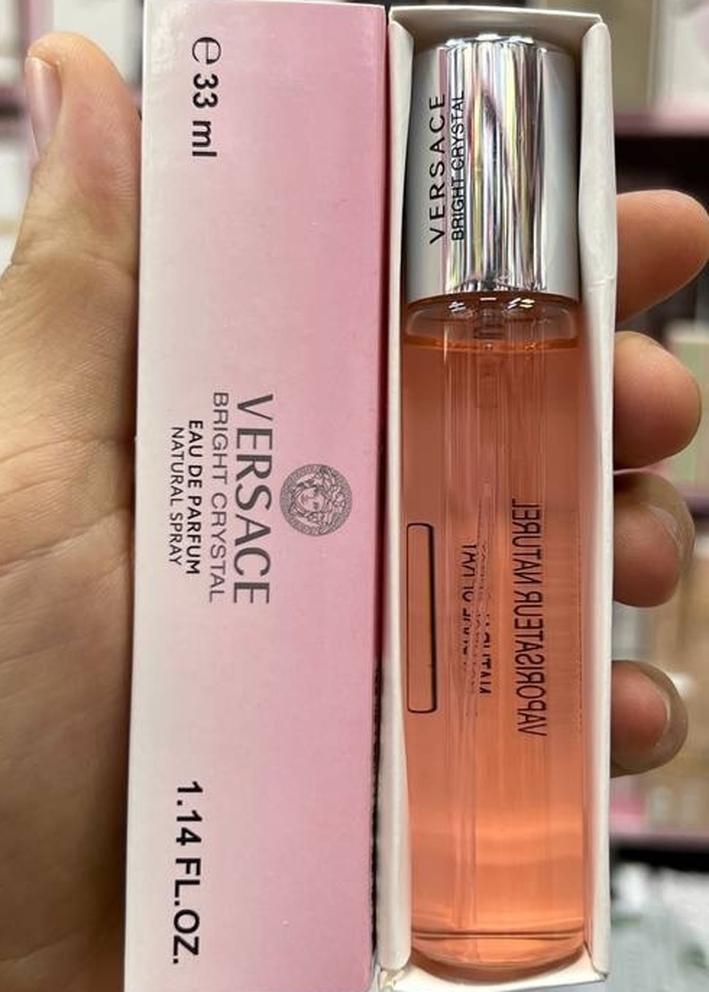 ℮ 33 ml
VERSACE
BRIGHT CRYSTAL
EAU DE PARFUM
NATURAL SPRAY
1.14 FL.OZ.
VERSACE
BRIGHT CRYSTAL
VAPORISATEUR NATUREL